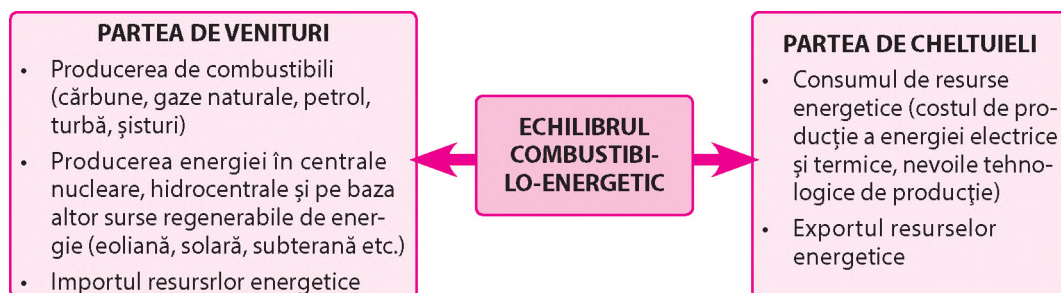 PARTEA DE VENITURI
• Producerea de combustibili
(cărbune, gaze naturale, petrol,
turbă, șisturi)
• Producerea energiei în centrale
nucleare, hidrocentrale și pe baza
altor surse regenerabile de ener-
gie (eoliană, solară, subterană etc.)
• Importul resursrlor energetice
ECHILIBRUL
COMBUSTIBI-
LO-ENERGETIC
PARTEA DE CHELTUIELI
• Consumul de resurse
energetice (costul de pro-
ducție a energiei electrice
și termice, nevoile tehno-
logice de producţie)
• Exportul resurselor
energetice